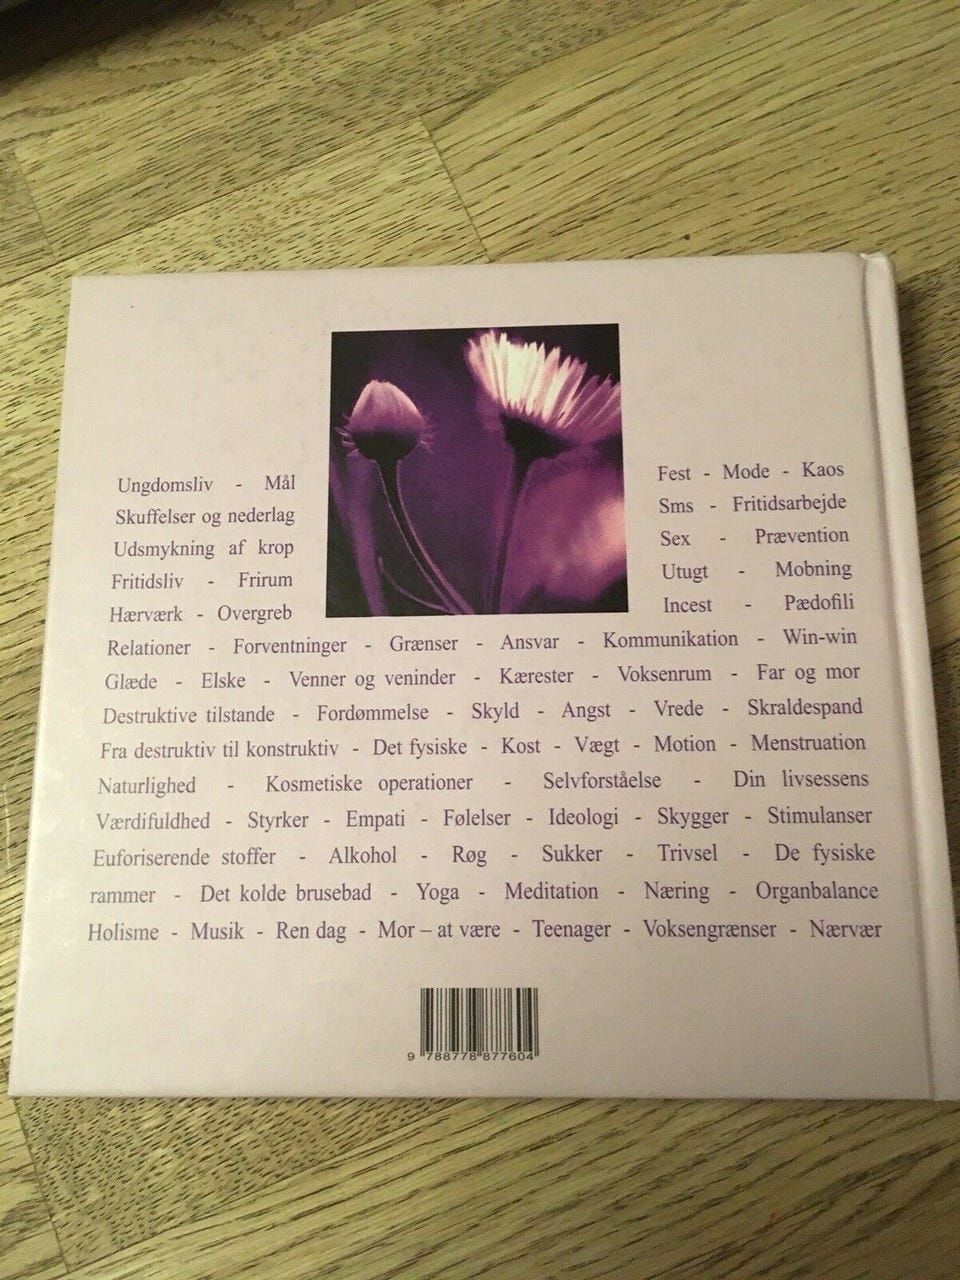 Ungdomsliv - Mål
Skuffelser og nederlag
Udsmykning af krop
Fritidsliv - Frirum
Hærværk - Overgreb
Fest - Mode - Kaos
Sms - Fritidsarbejde
Sex - Prævention
Utugt - Mobning
Incest - Pædofili
Relationer - Forventninger - Grænser - Ansvar - Kommunikation - Win-win
Glæde - Elske - Venner og veninder - Kærester - Voksenrum - Far og mor
Destruktive tilstande - Fordømmelse - Skyld - Angst - Vrede - Skraldespand
Fra destruktiv til konstruktiv - Det fysiske - Kost - Vægt - Motion - Menstruation
Naturlighed - Kosmetiske operationer - Selvforståelse - Din livsessens
Værdifuldhed - Styrker - Empati - Følelser - Ideologi - Skygger - Stimulanser
Euforiserende stoffer - Alkohol - Røg - Sukker - Trivsel - De fysiske
rammer - Det kolde brusebad - Yoga - Meditation - Næring - Organbalance
Holisme - Musik - Ren dag - Mor – at være - Teenager - Voksengrænser - Nærvær
9 788778 877604